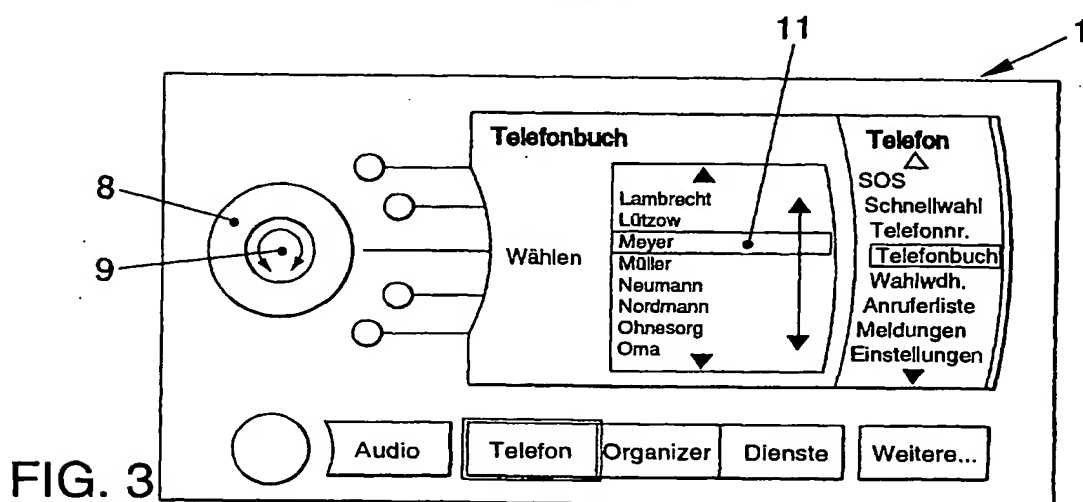 11
1
Telefonbuch
Telefon
SOS
Schnellwahl
Telefonnr.
Telefonbuch
Wahlwdh.
Anruferliste
Meldungen
Einstellungen
8
9
Wählen
Lambrecht
Lützow
Meyer
Müller
Neumann
Nordmann
Ohnesorg
Oma
Audio
Telefon
Organizer
Dienste
Weitere...
FIG. 3